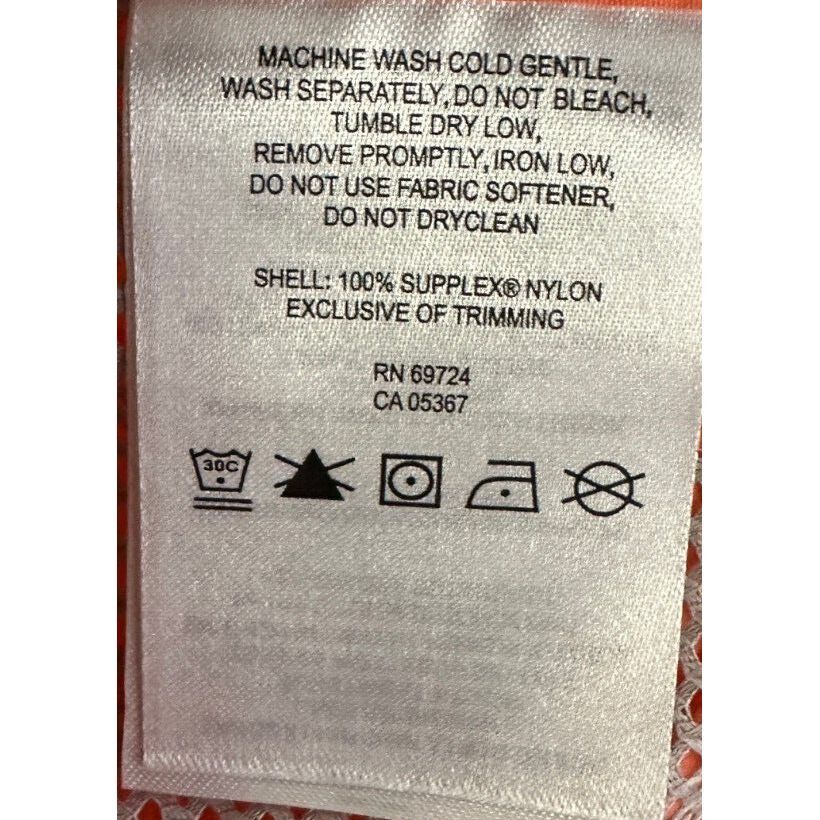 MACHINE WASH COLD GENTLE,
WASH SEPARATELY, DO NOT BLEACH,
TUMBLE DRY LOW,
REMOVE PROMPTLY, IRON LOW,
DO NOT USE FABRIC SOFTENER,
DO NOT DRYCLEAN
SHELL: 100% SUPPLEX® NYLON
EXCLUSIVE OF TRIMMING
RN 69724
CA 05367
30C